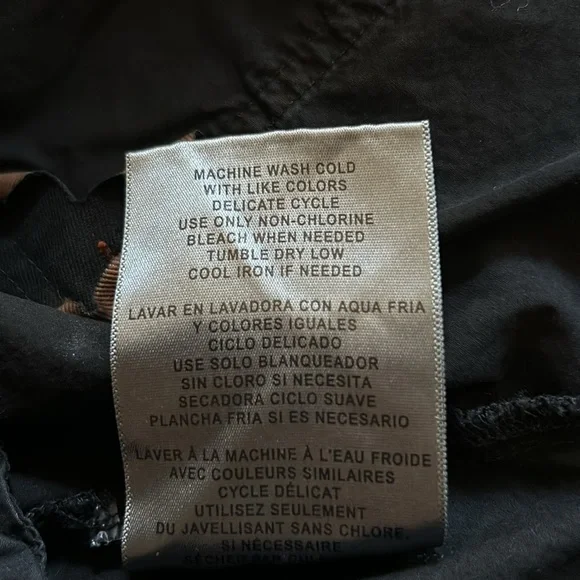 MACHINE WASH COLD
WITH LIKE COLORS
DELICATE CYCLE
USE ONLY NON-CHLORINE
BLEACH WHEN NEEDED
TUMBLE DRY LOW
COOL IRON IF NEEDED
LAVAR EN LAVADORA CON AQUA FRIA
Y COLORES IGUALES
CICLO DELICADO
USE SOLO BLANQUEADOR
SIN CLORO SI NECESITA
SECADORA CICLO SUAVE
PLANCHA FRIA SI ES NECESARIO
LAVER À LA MACHINE À L'EAU FROIDE
AVEC COULEURS SIMILAIRES
CYCLE DÉLICAT
UTILISEZ SEULEMENT
DU JAVELLISANT SANS CHLORE,
SI NÉCESSAIRE